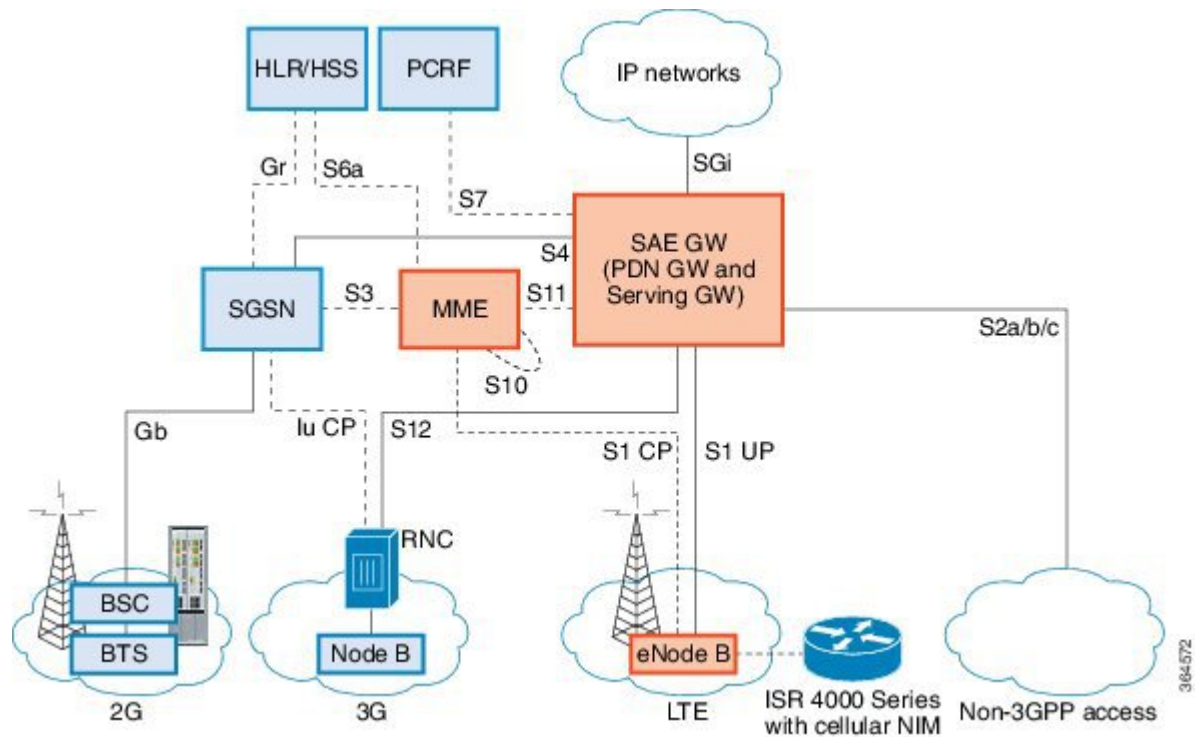 HLR/HSS
PCRF
IP networks
Gr
S6a
SGi
S7
SAE GW
(PDN GW and
Serving GW)
S4
SGSN
S3
MME
S11
S2a/b/c
S10
Gb
Iu CP
S12
S1 CP
S1 UP
RNC
BSC
BTS
Node B
eNode B
2G
3G
LTE
ISR 4000 Series
with cellular NIM
Non-3GPP access
364572